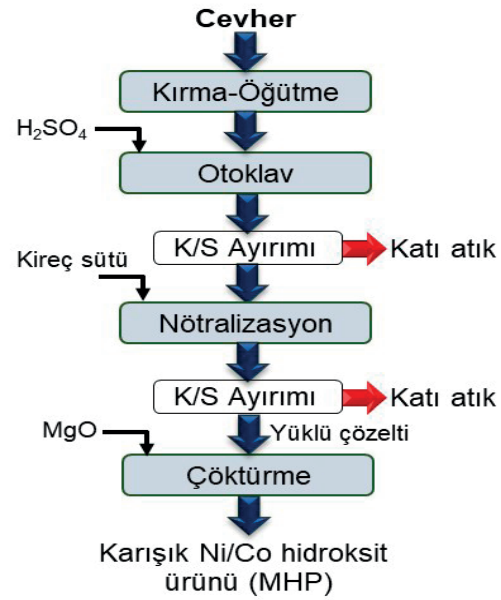 Cevher
Kırma-Öğütme
H₂SO₄
Otoklav
K/S Ayırımı
Katı atık
Kireç sütü
Nötralizasyon
K/S Ayırımı
Katı atık
MgO
Yüklü çözelti
Çöktürme
Karışık Ni/Co hidroksit
ürünü (MHP)